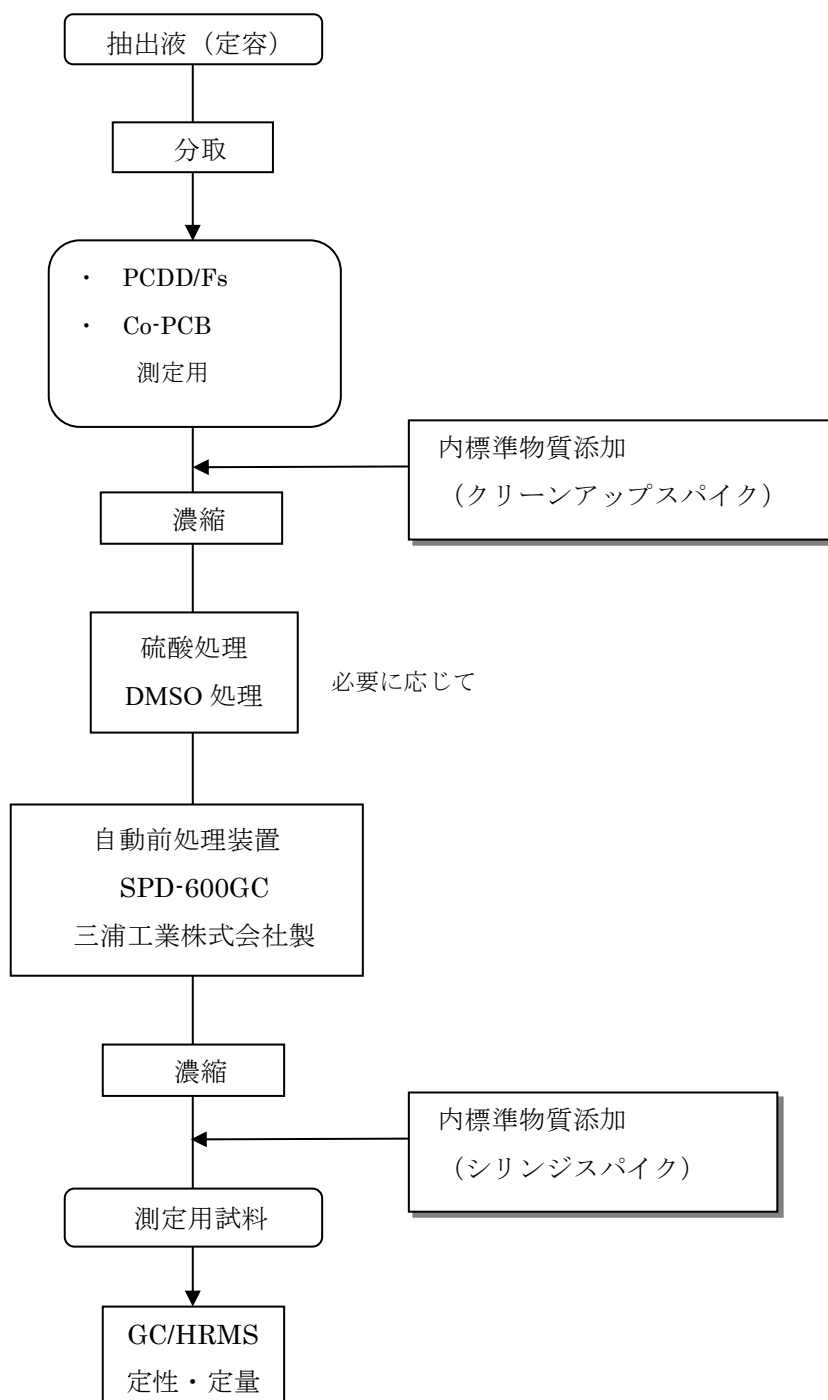 抽出液（定容）
分取
・ PCDD/Fs
・ Co-PCB
測定用
内標準物質添加
（クリーンアップスパイク）
濃縮
硫酸処理
DMSO 処理
必要に応じて
自動前処理装置
SPD-600GC
三浦工業株式会社製
濃縮
内標準物質添加
（シリンジスパイク）
測定用試料
GC/HRMS
定性・定量